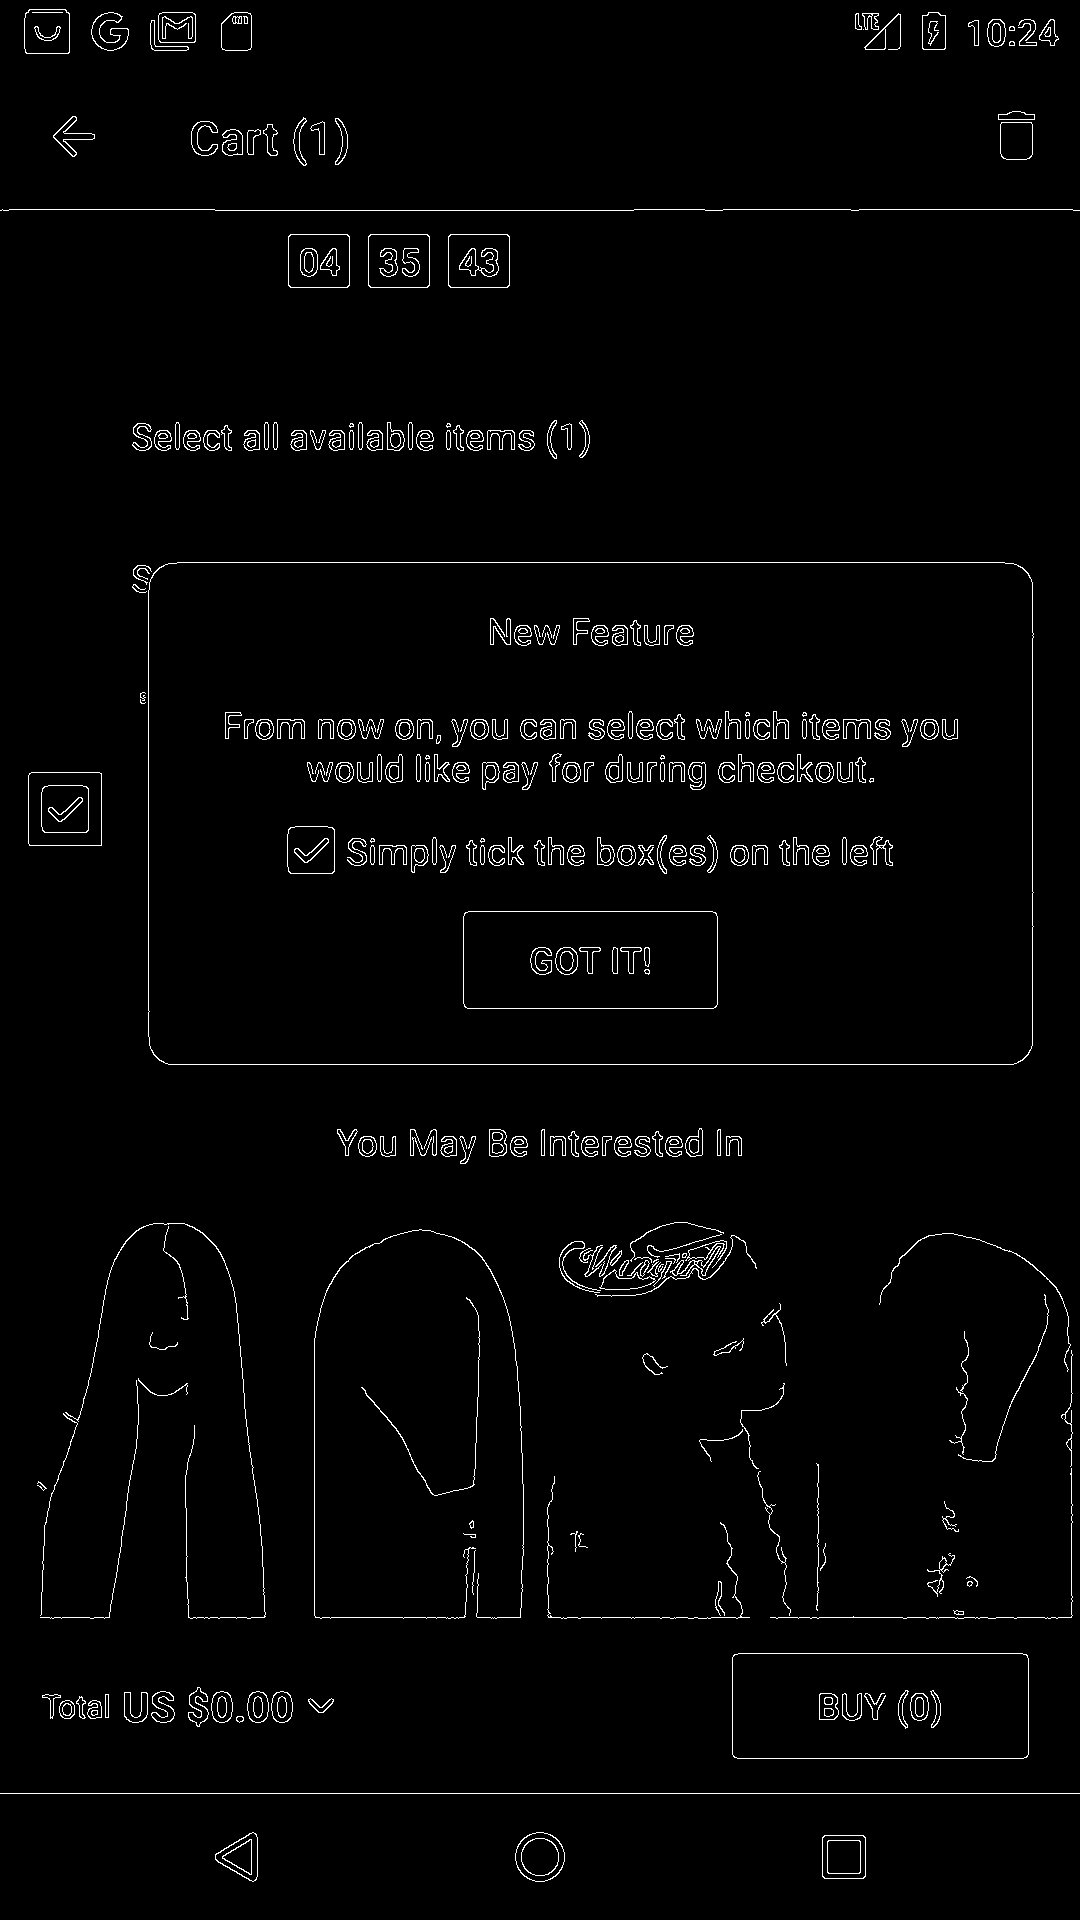 LTE 10:24
Cart (1)
04 35 43
Select all available items (1)
S
New Feature
From now on, you can select which items you
would like pay for during checkout.
Simply tick the box(es) on the left
GOT IT!
You May Be Interested In
Wingirl
Total US $0.00
BUY (0)